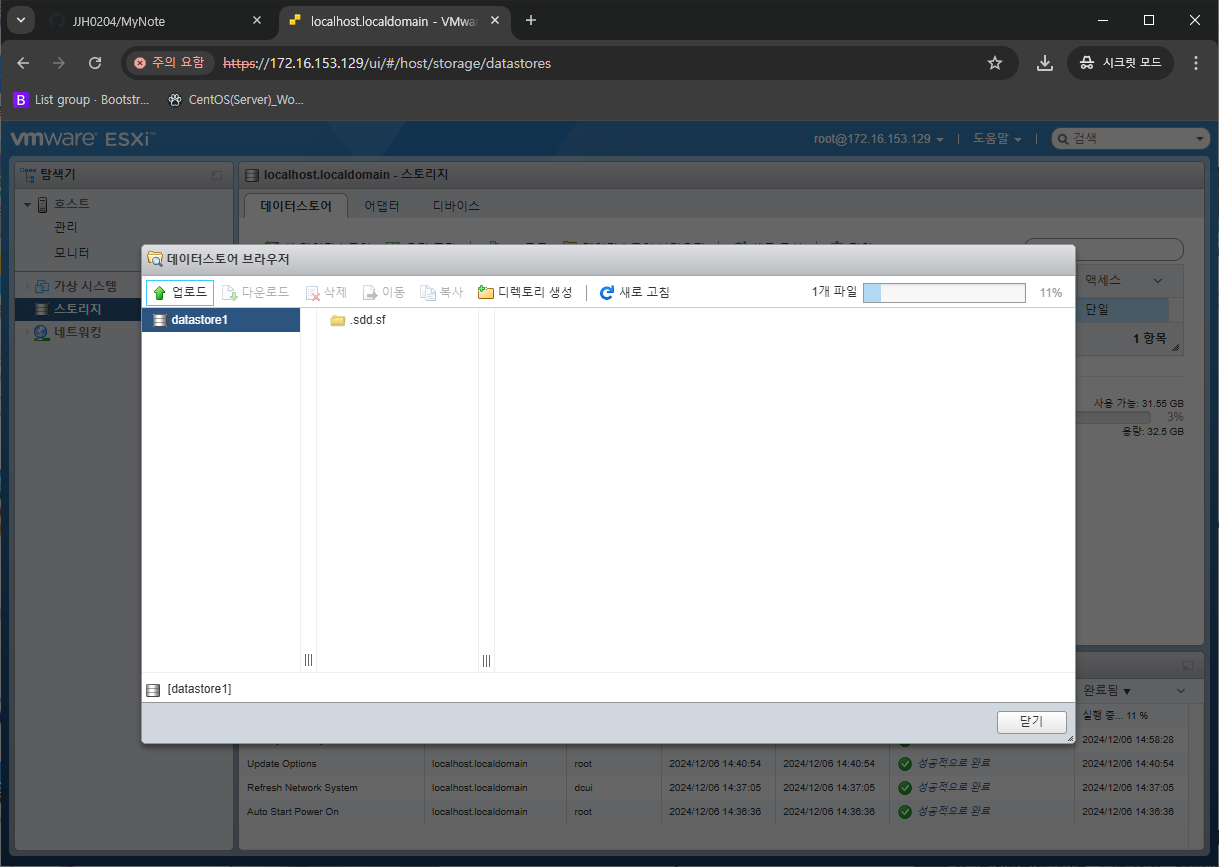 JJH0204/MyNote
localhost.localdomain - VMwa
주의 요함
https://172.16.153.129/ui/#/host/storage/datastores
시크릿 모드
List group · Bootstr...
CentOS(Server)_Wo...
vmware ESXi™
root@172.16.153.129
도움말
검색
탐색기
localhost.localdomain - 스토리지
호스트
관리
모니터
가상 시스템
스토리지
네트워킹
데이터스토어
어댑터
디바이스
데이터스토어 브라우저
업로드
다운로드
삭제
이동
복사
디렉토리 생성
새로 고침
1개 파일
11%
datastore1
.sdd.sf
[datastore1]
닫기
액세스
단일
1 항목
사용 가능: 31.55 GB
3%
용량: 32.5 GB
완료됨 ▼
실행 중... 11 %
2024/12/06 14:58:28
Update Options localhost.localdomain root 2024/12/06 14:40:54 2024/12/06 14:40:54 성공적으로 완료 2024/12/06 14:40:54
Refresh Network System localhost.localdomain dcui 2024/12/06 14:37:05 2024/12/06 14:37:05 성공적으로 완료 2024/12/06 14:37:05
Auto Start Power On localhost.localdomain root 2024/12/06 14:36:36 2024/12/06 14:36:36 성공적으로 완료 2024/12/06 14:36:36